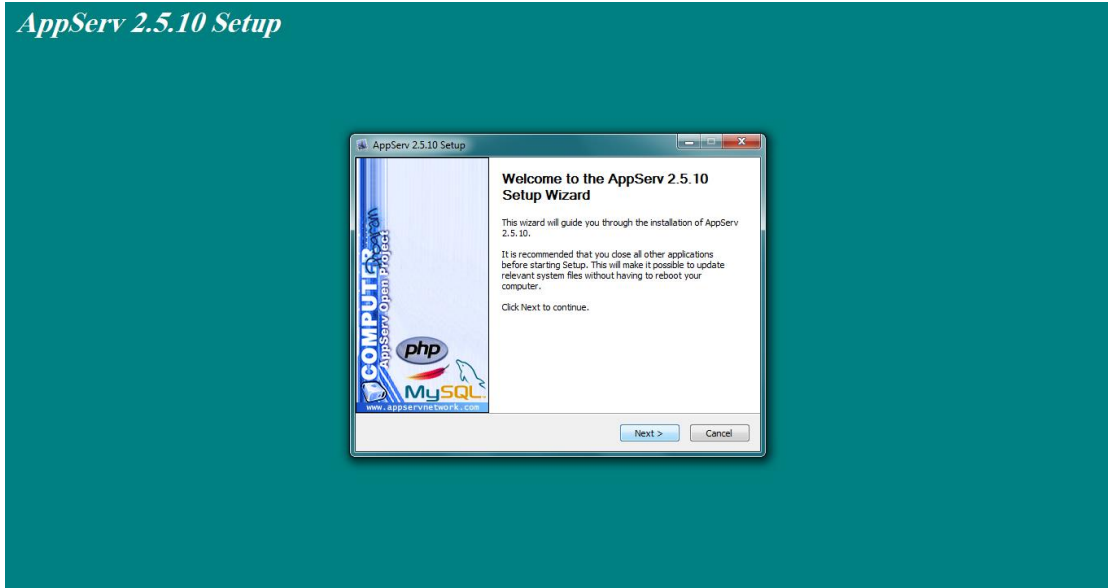 AppServ 2.5.10 Setup
AppServ 2.5.10 Setup
Welcome to the AppServ 2.5.10
Setup Wizard
This wizard will guide you through the installation of AppServ
2.5.10.
It is recommended that you close all other applications
before starting Setup. This will make it possible to update
relevant system files without having to reboot your
computer.
Click Next to continue.
COMPUTER
Program
AppServ Open Project
php
MySQL
www.appservnetwork.com
Next >
Cancel